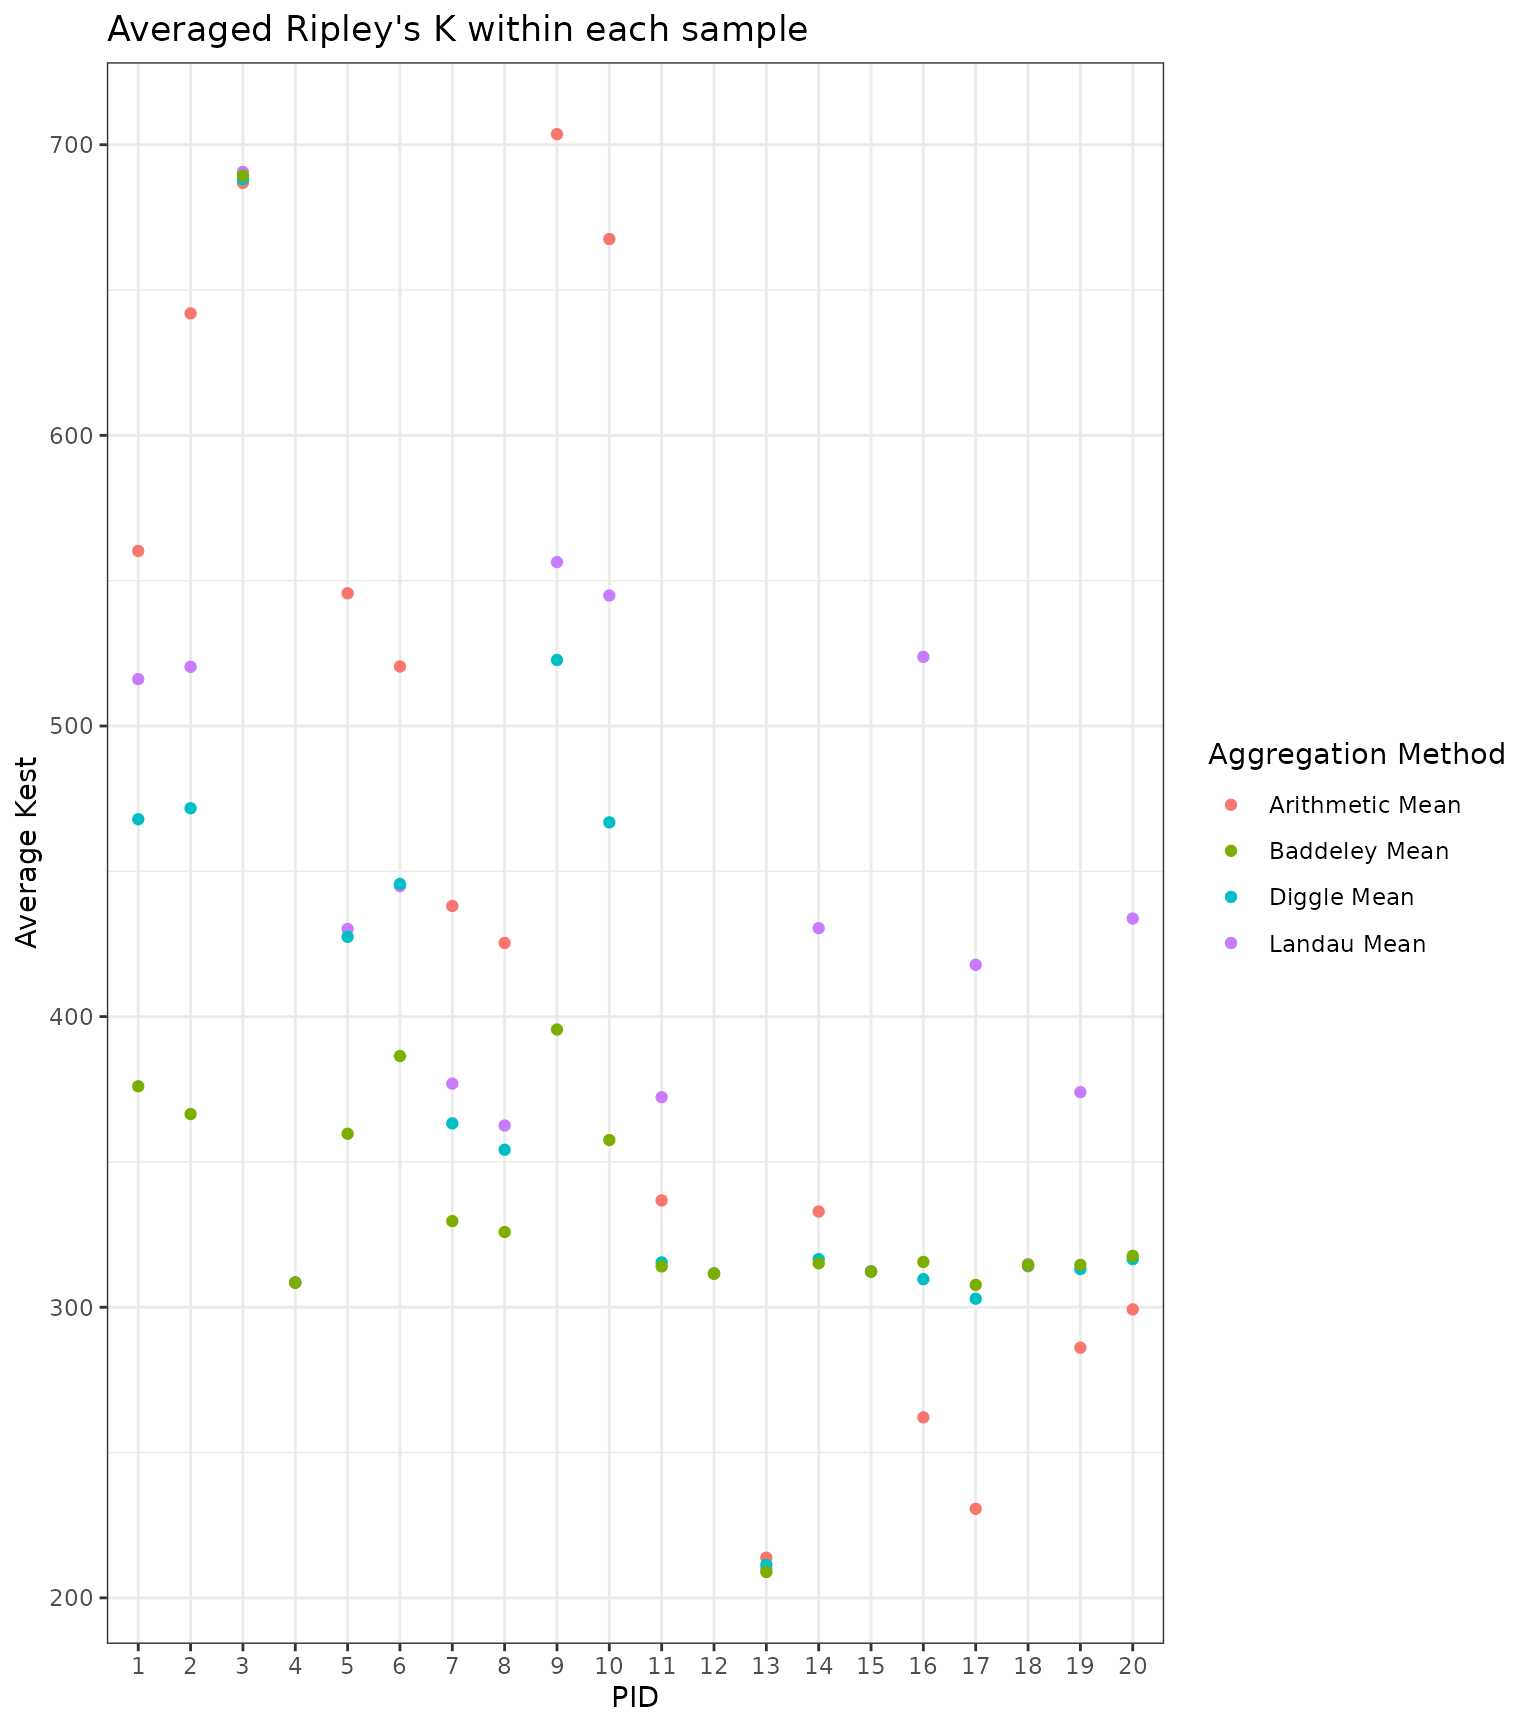 Averaged Ripley's K within each sample
Average Kest
700
600
500
400
300
200
1 2 3 4 5 6 7 8 9 10 11 12 13 14 15 16 17 18 19 20
PID
Aggregation Method
Arithmetic Mean
Baddeley Mean
Diggle Mean
Landau Mean